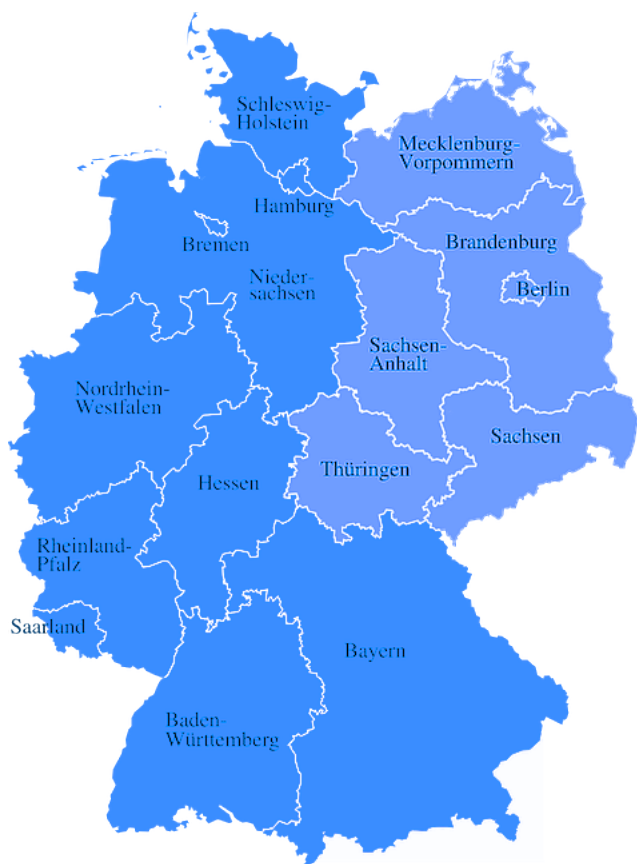 Schleswig-
Holstein
Mecklenburg-
Vorpommern
Hamburg
Bremen
Brandenburg
Nieder-
sachsen
Berlin
Sachsen-
Anhalt
Nordrhein-
Westfalen
Sachsen
Thüringen
Hessen
Rheinland-
Pfalz
Saarland
Bayern
Baden-
Württemberg